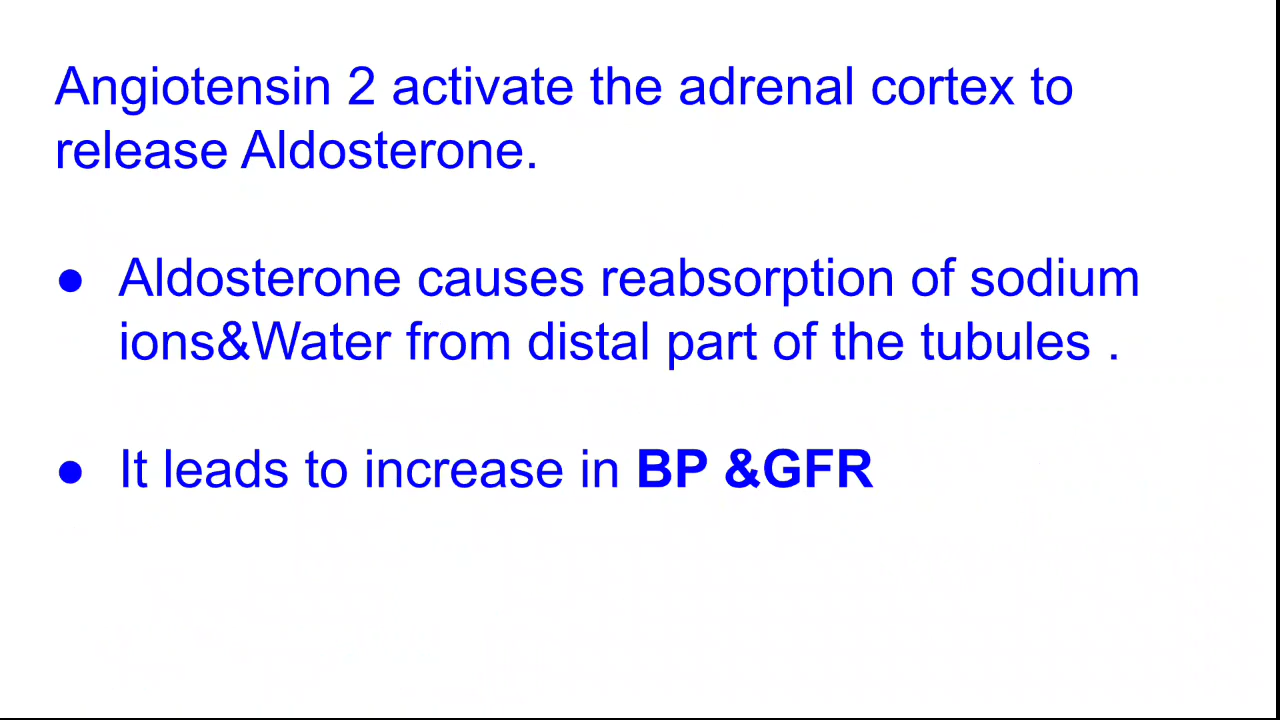 Angiotensin 2 activate the adrenal cortex to
release Aldosterone.
● Aldosterone causes reabsorption of sodium
ions&Water from distal part of the tubules .
● It leads to increase in BP &GFR